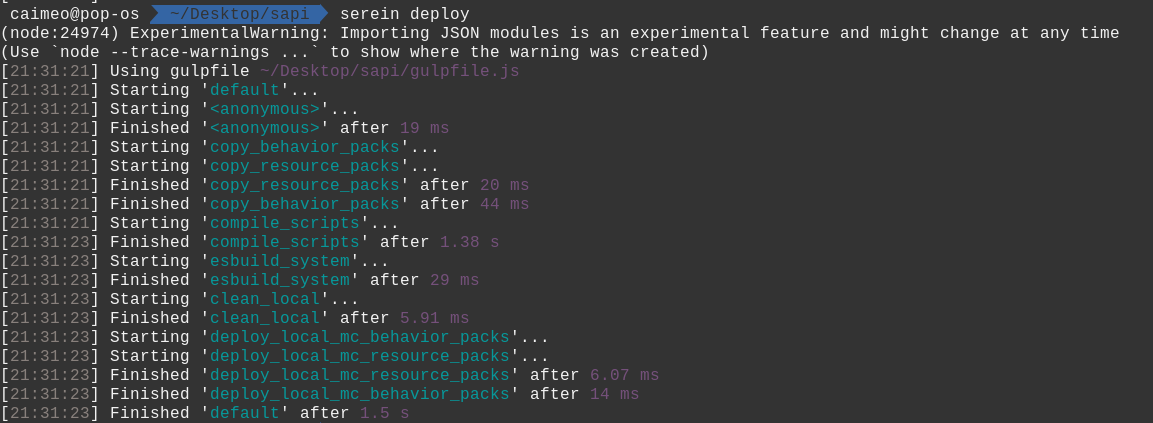 caimeo@pop-os ~/Desktop/sapi serein deploy
(node:24974) ExperimentalWarning: Importing JSON modules is an experimental feature and might change at any time
(Use `node --trace-warnings ...` to show where the warning was created)
[21:31:21] Using gulpfile ~/Desktop/sapi/gulpfile.js
[21:31:21] Starting 'default'...
[21:31:21] Starting '<anonymous>'...
[21:31:21] Finished '<anonymous>' after 19 ms
[21:31:21] Starting 'copy_behavior_packs'...
[21:31:21] Starting 'copy_resource_packs'...
[21:31:21] Finished 'copy_resource_packs' after 20 ms
[21:31:21] Finished 'copy_behavior_packs' after 44 ms
[21:31:21] Starting 'compile_scripts'...
[21:31:23] Finished 'compile_scripts' after 1.38 s
[21:31:23] Starting 'esbuild_system'...
[21:31:23] Finished 'esbuild_system' after 29 ms
[21:31:23] Starting 'clean_local'...
[21:31:23] Finished 'clean_local' after 5.91 ms
[21:31:23] Starting 'deploy_local_mc_behavior_packs'...
[21:31:23] Starting 'deploy_local_mc_resource_packs'...
[21:31:23] Finished 'deploy_local_mc_resource_packs' after 6.07 ms
[21:31:23] Finished 'deploy_local_mc_behavior_packs' after 14 ms
[21:31:23] Finished 'default' after 1.5 s